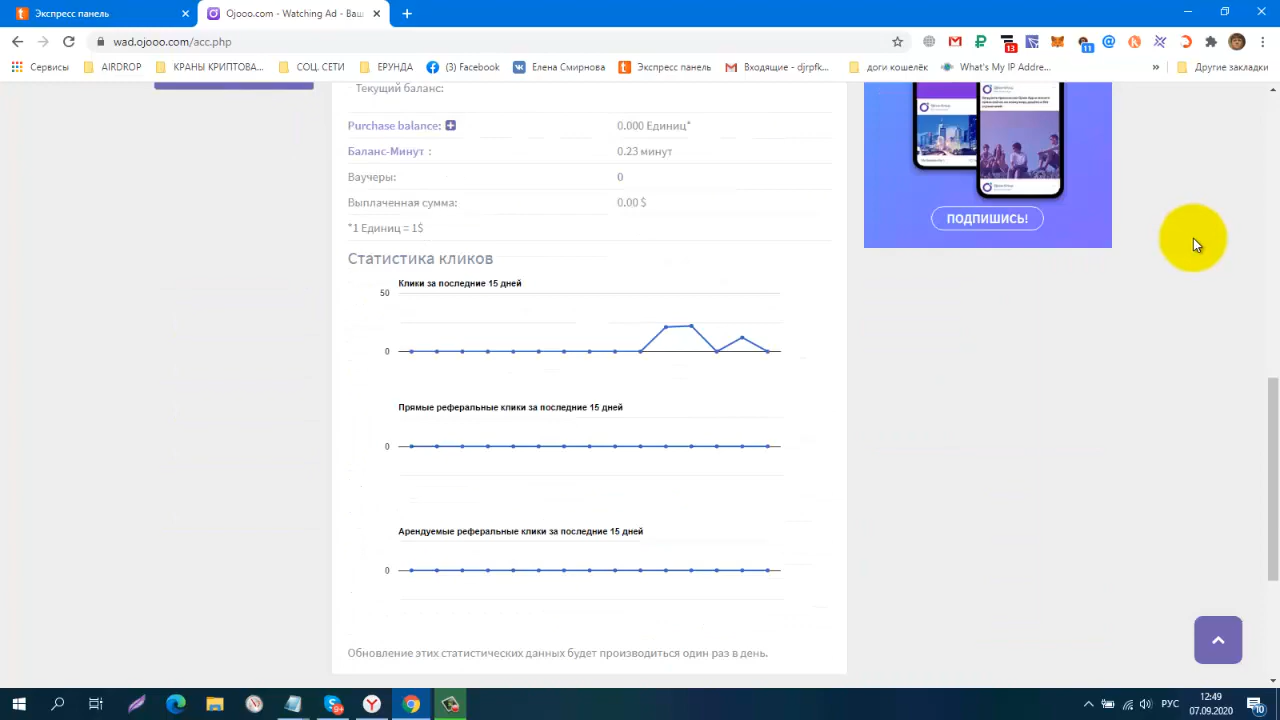 Экспресс панель
Ojooo.com - Watching Ad - Ваш
wad.ojooo.com/acc.php
13
11
Сервисы
AIRDROP
КРАНЫ КРИПТОВА...
СОЦ. СЕТИ
ЕРУНДА
(3) Facebook
Елена Смирнова
Экспресс панель
Входящие - djrpfk...
доги кошелёк
What's My IP Addre...
»
Другие закладки
Текущий баланс:
Purchase balance:
0.000 Единиц*
Баланс-Минут :
0.23 минут
Ваучеры:
0
Выплаченная сумма:
0.00 $
*1 Единиц = 1$
ПОДПИШИСЬ!
Статистика кликов
Клики за последние 15 дней
50
0
Прямые реферальные клики за последние 15 дней
0
Арендуемые реферальные клики за последние 15 дней
0
Обновление этих статистических данных будет производиться один раз в день.
9+
РУС
12:49
07.09.2020
10